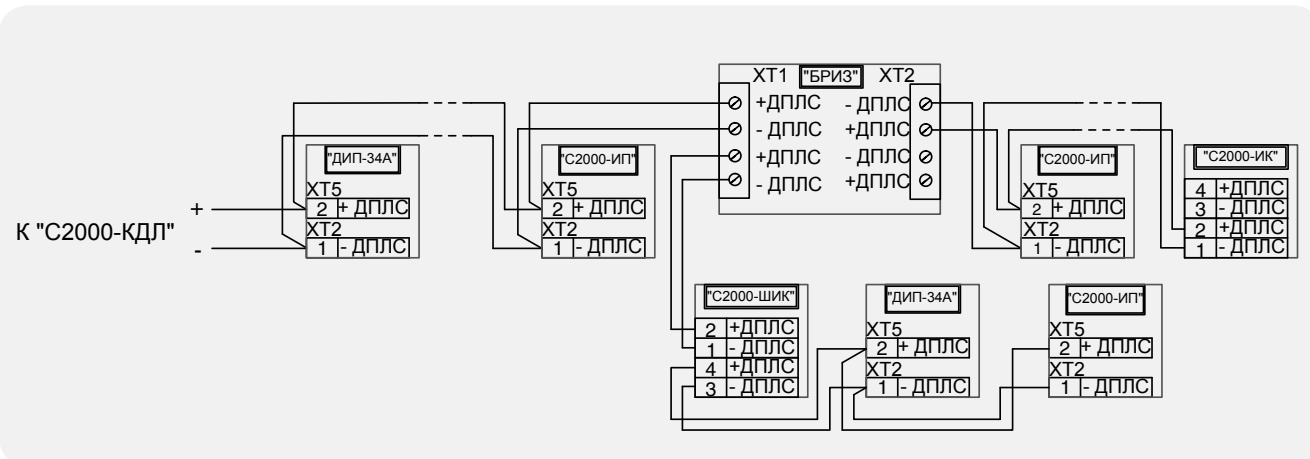 XT1 "БРИЗ" XT2
+ДПЛС - ДПЛС
- ДПЛС +ДПЛС
+ДПЛС - ДПЛС
- ДПЛС +ДПЛС
"ДИП-34А"
XT5
2 + ДПЛС
XT2
1 - ДПЛС
"С2000-ИП"
XT5
2 + ДПЛС
XT2
1 - ДПЛС
"С2000-ИП"
XT5
2 + ДПЛС
XT2
1 - ДПЛС
"С2000-ИК"
4 +ДПЛС
3 - ДПЛС
2 +ДПЛС
1 - ДПЛС
+
К "С2000-КДЛ"
-
"С2000-ШИК"
2 +ДПЛС
1 - ДПЛС
4 +ДПЛС
3 - ДПЛС
"ДИП-34А"
XT5
2 + ДПЛС
XT2
1 - ДПЛС
"С2000-ИП"
XT5
2 + ДПЛС
XT2
1 - ДПЛС